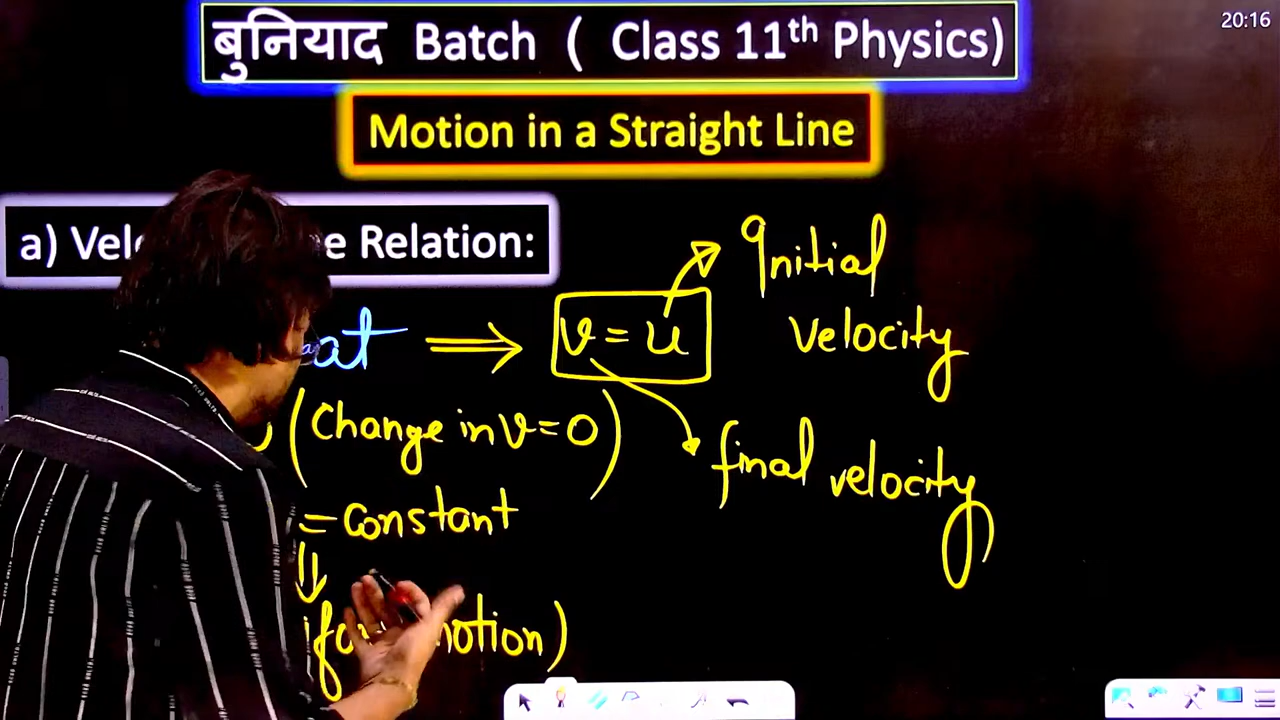 बुनियाद Batch ( Class 11th Physics)
20:16
Motion in a Straight Line
a) Vel e Relation:
at ⟹ v = u
Initial velocity
(Change in v = 0)
final velocity
= constant
⇓
motion)